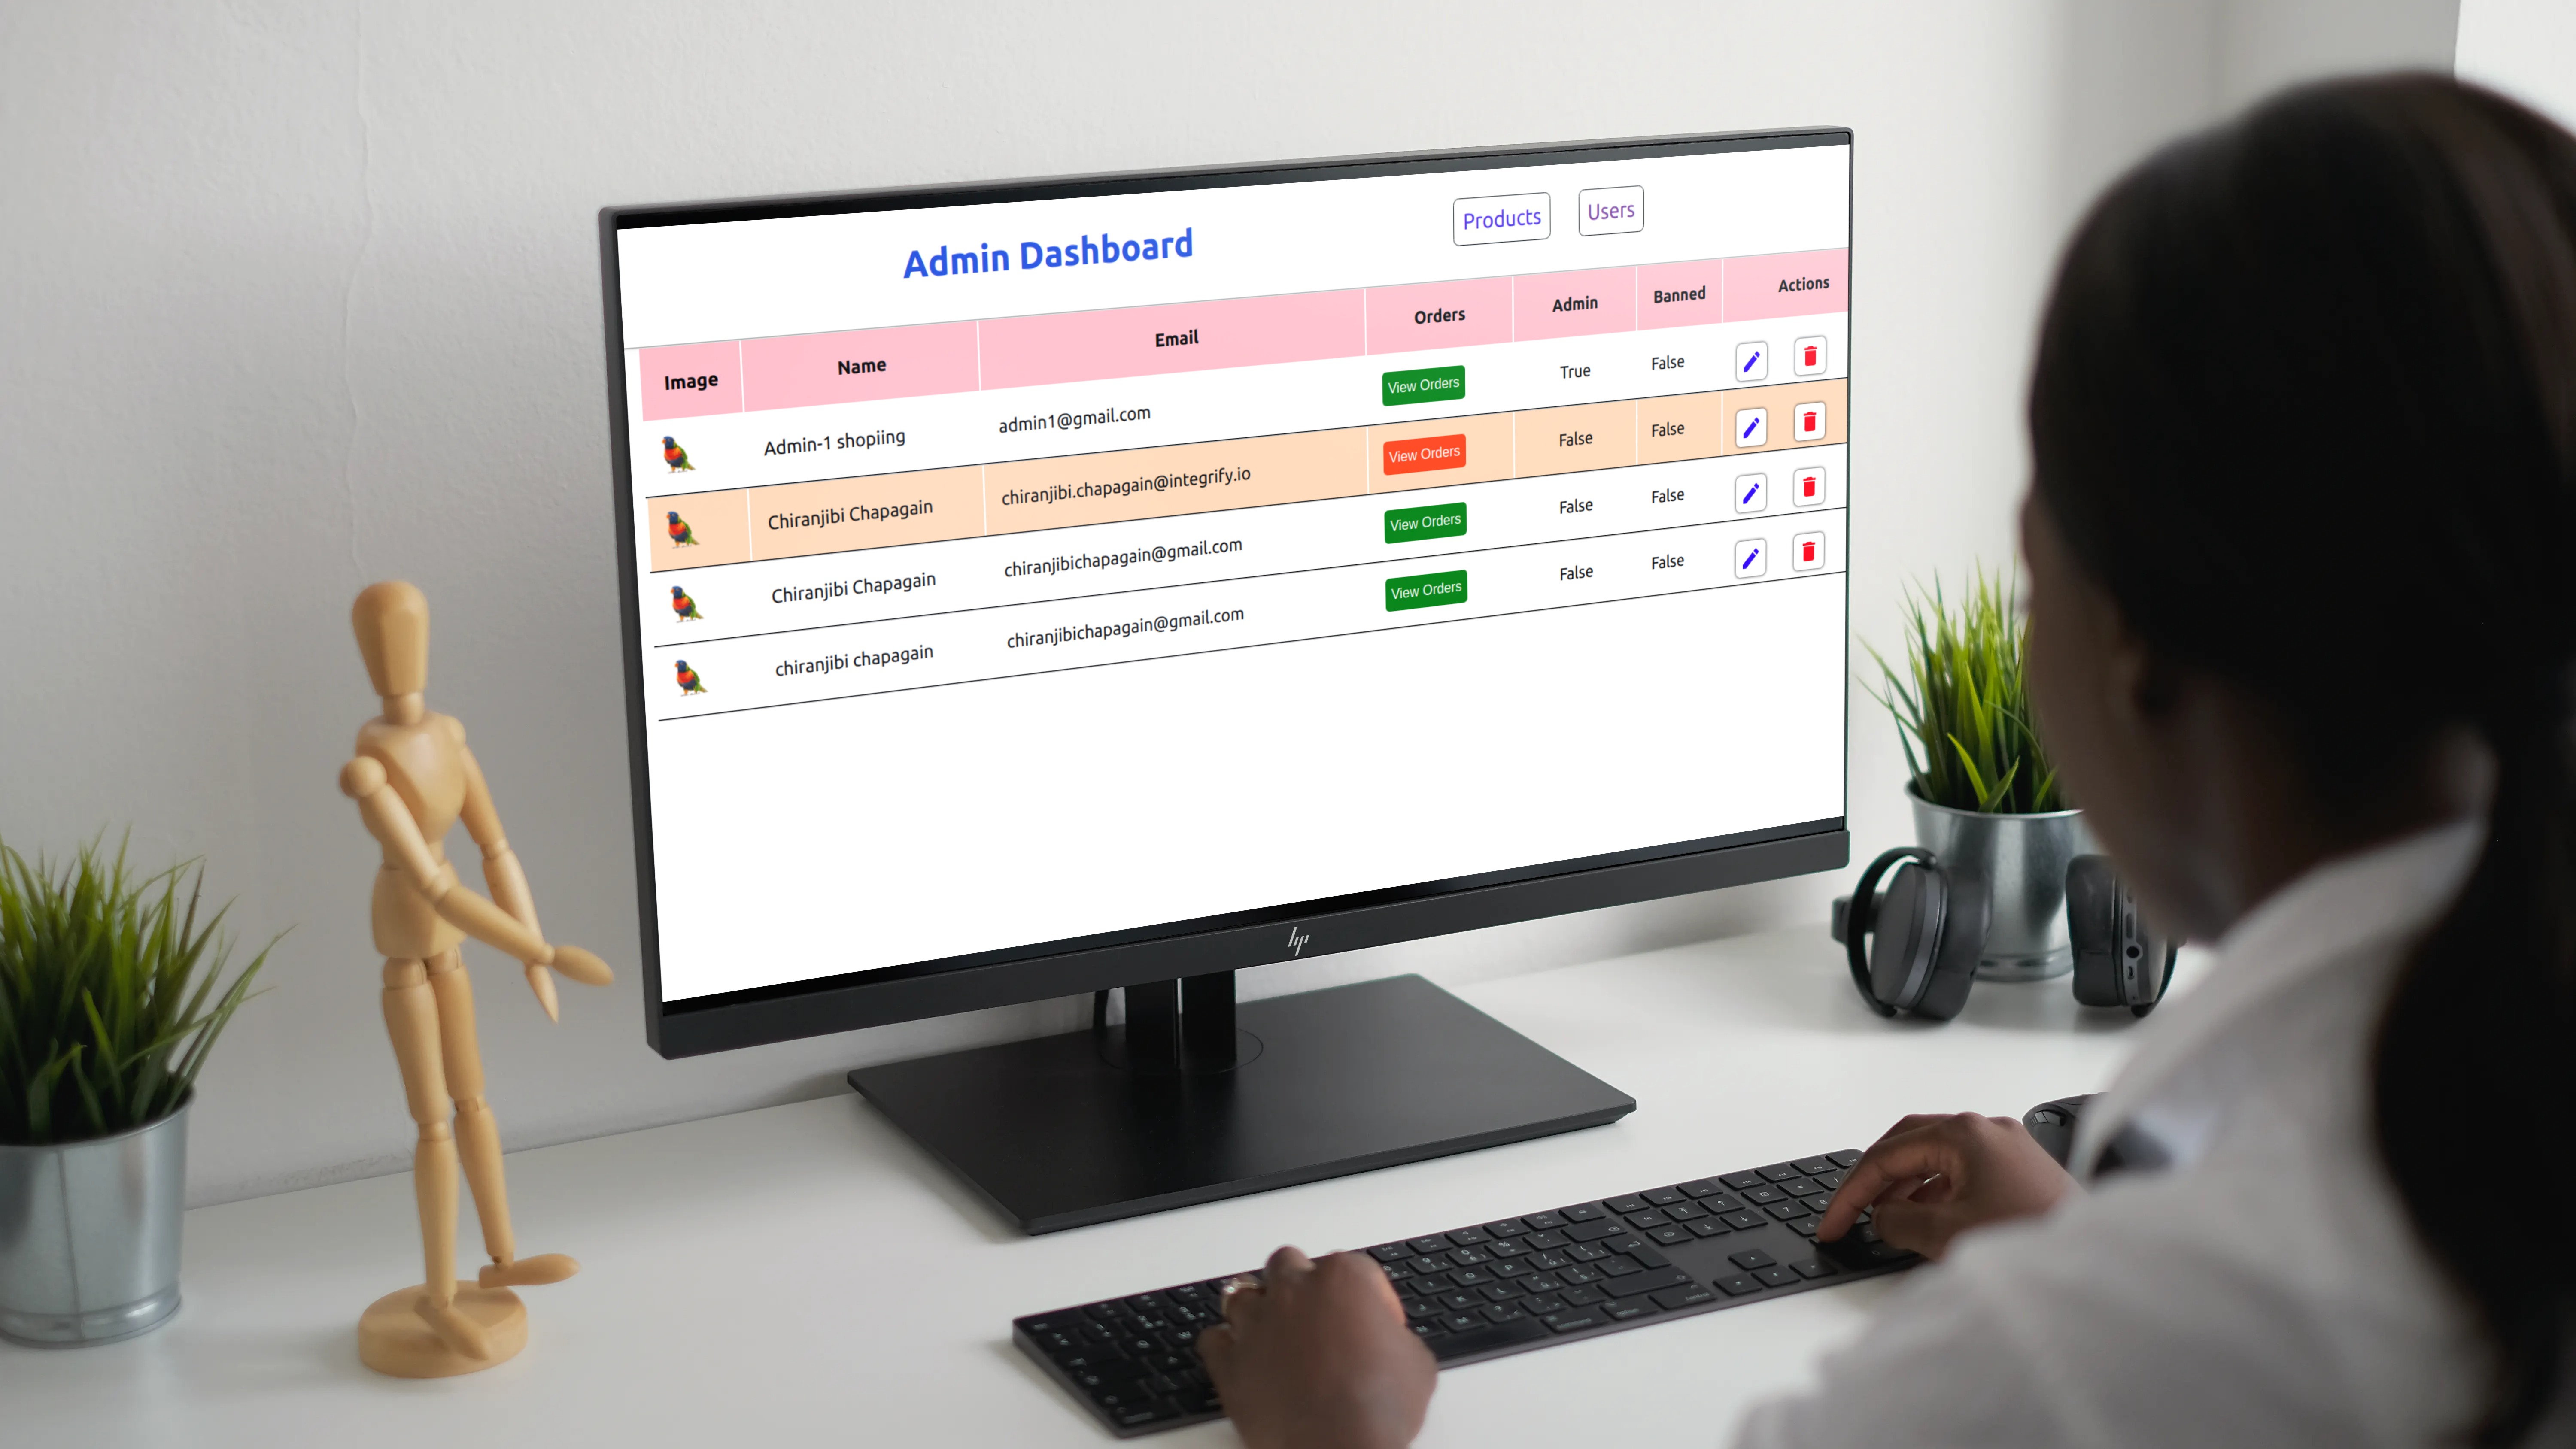 Admin Dashboard Products Users
Image Name Email Orders Admin Banned Actions
Admin-1 shopiing admin1@gmail.com View Orders True False
Chiranjibi Chapagain chiranjibi.chapagain@integrify.io View Orders False False
Chiranjibi Chapagain chiranjibichapagain@gmail.com View Orders False False
chiranjibi chapagain chiranjibichapagain@gmail.com View Orders False False
hp